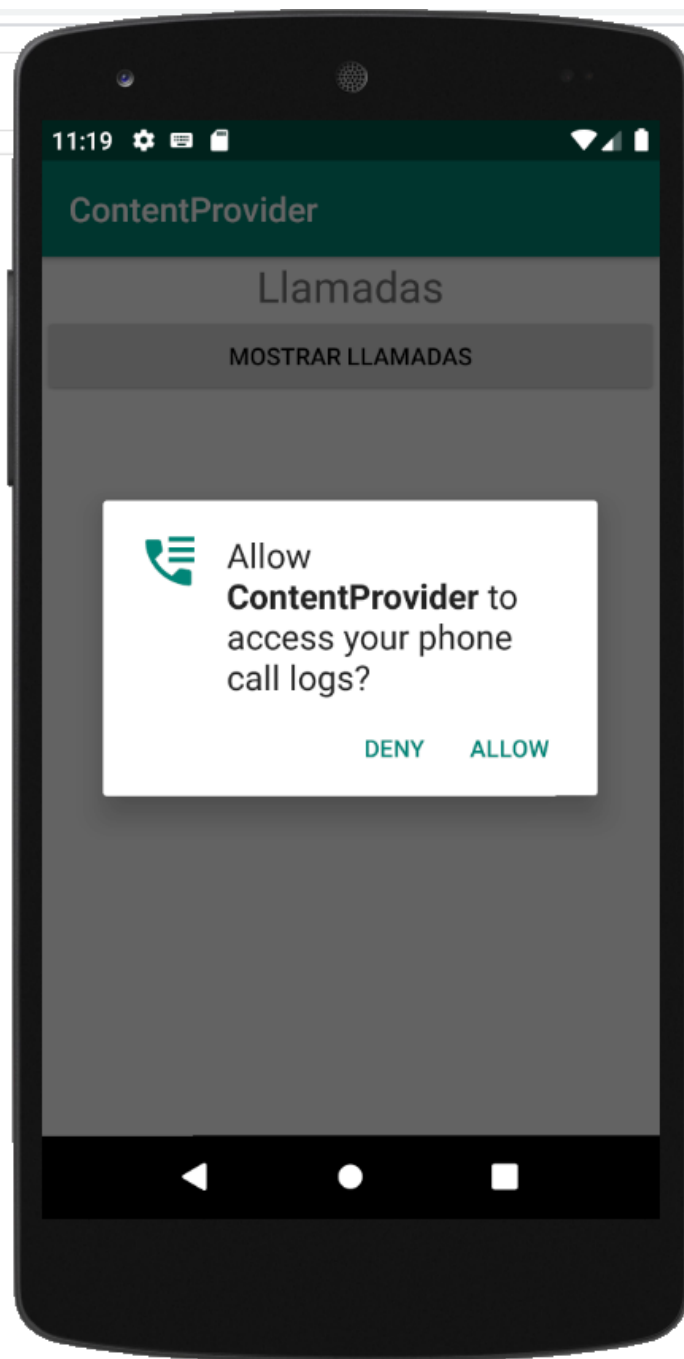 11:19
ContentProvider
Llamadas
MOSTRAR LLAMADAS
Allow
ContentProvider to
access your phone
call logs?
DENY ALLOW